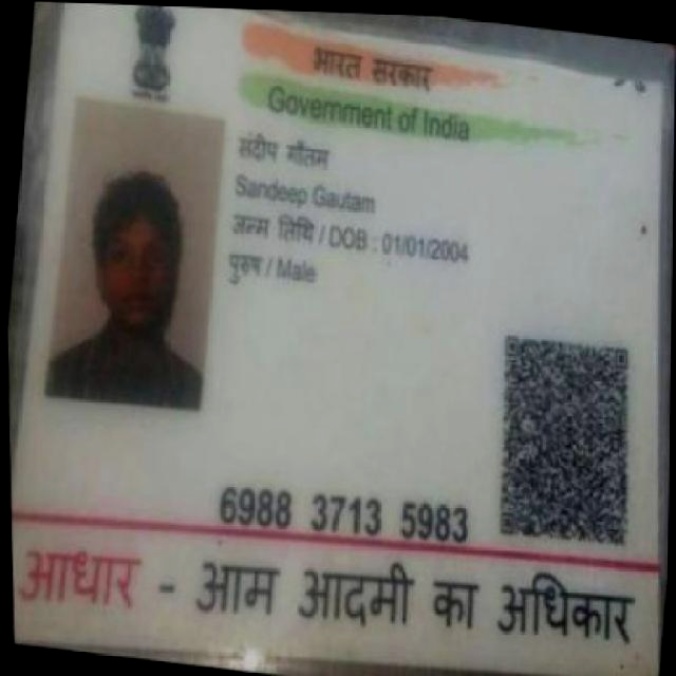 भारत सरकार
Government of India
संदीप गौतम
Sandeep Gautam
जन्म तिथि / DOB : 01/01/2004
पुरुष / Male
6988 3713 5983
आधार - आम आदमी का अधिकार